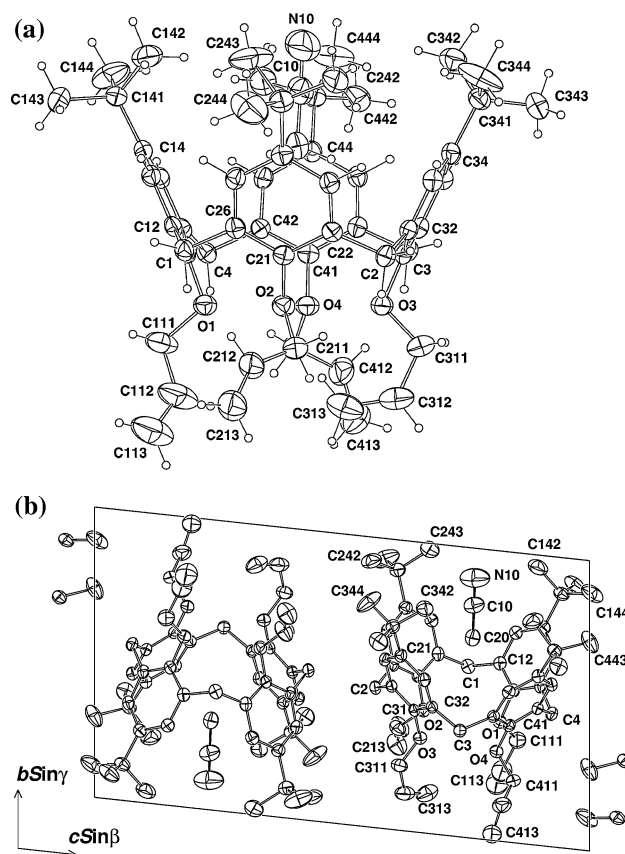 (a)
C142
C144
C143
C141
C14
C12
C1
C4
C111
O1
C112
C113
C243
N10
C10
C444
C242
C244
C442
C44
C26
C42
C21
C22
C41
O2
O4
C211
C212
C213
C412
C313
C413
C342
C344
C343
C341
C34
C32
C2
C3
O3
C311
C312
(b)
C243
C242
N10
C142
C344
C342
C10
C144
C20
C21
C12
C443
C1
C2
C32
C31
O2
C4
C41
O1
C3
C111
C213
O3
O4
C311
C113
C411
C313
C413
bSinγ
cSinβ